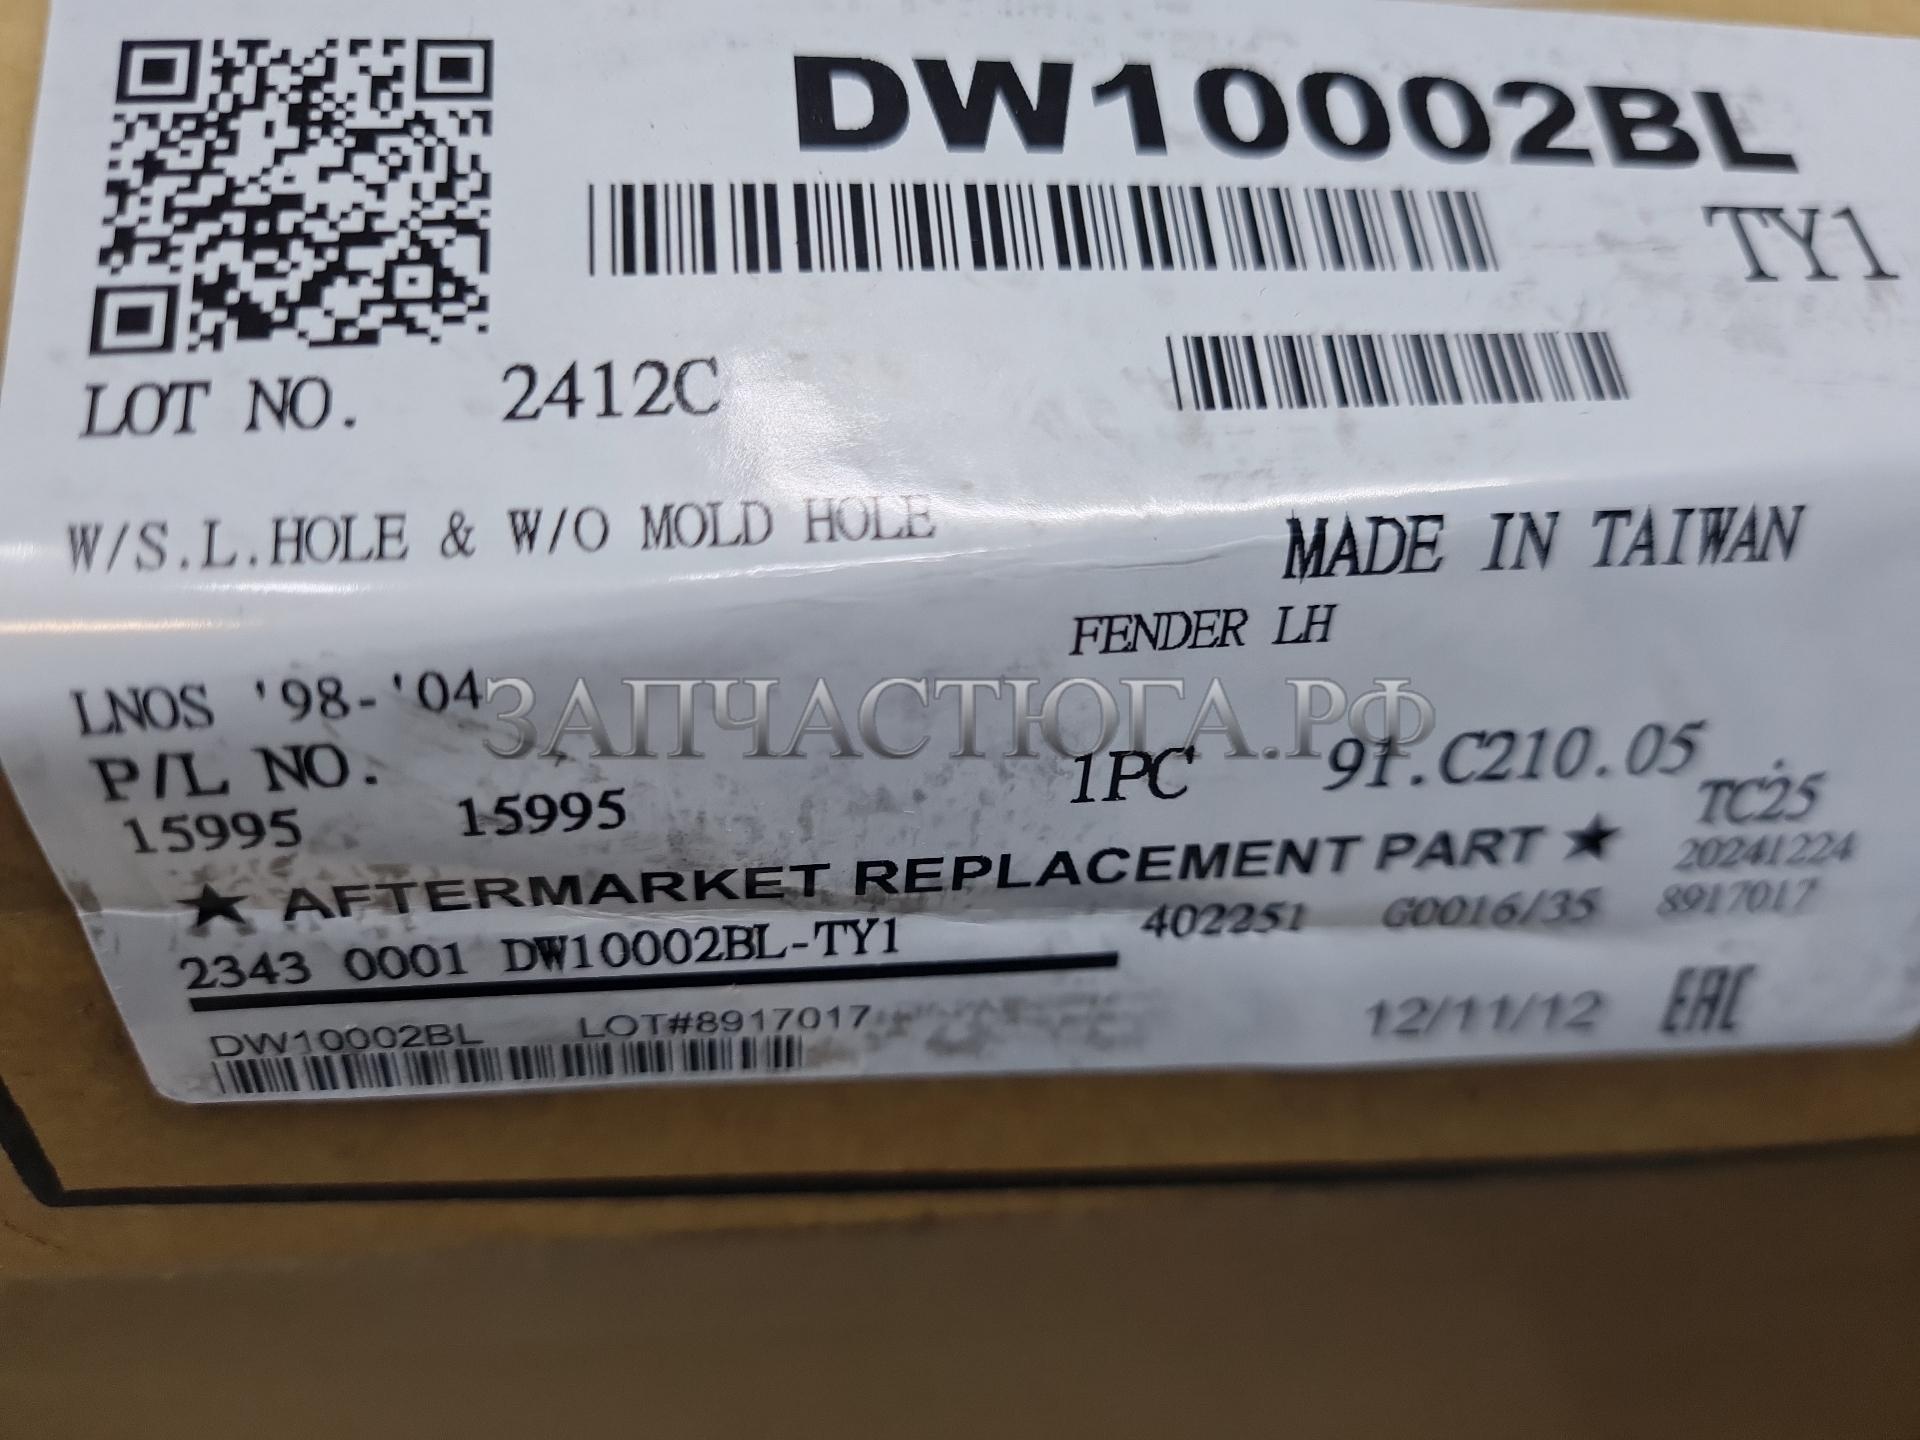 DW10002BL
TY1
LOT NO. 2412C
W/S.L.HOLE & W/O MOLD HOLE
MADE IN TAIWAN
FENDER LH
LNOS '98-'04
ЗАПЧАСТЮГА.РФ
P/L NO.
1PC 91.C210.05
15995 15995
TC25
★ AFTERMARKET REPLACEMENT PART ★
20241224
2343 0001 DW10002BL-TY1
402251 G0016/35 8917017
DW10002BL LOT#8917017
12/11/12 EAC